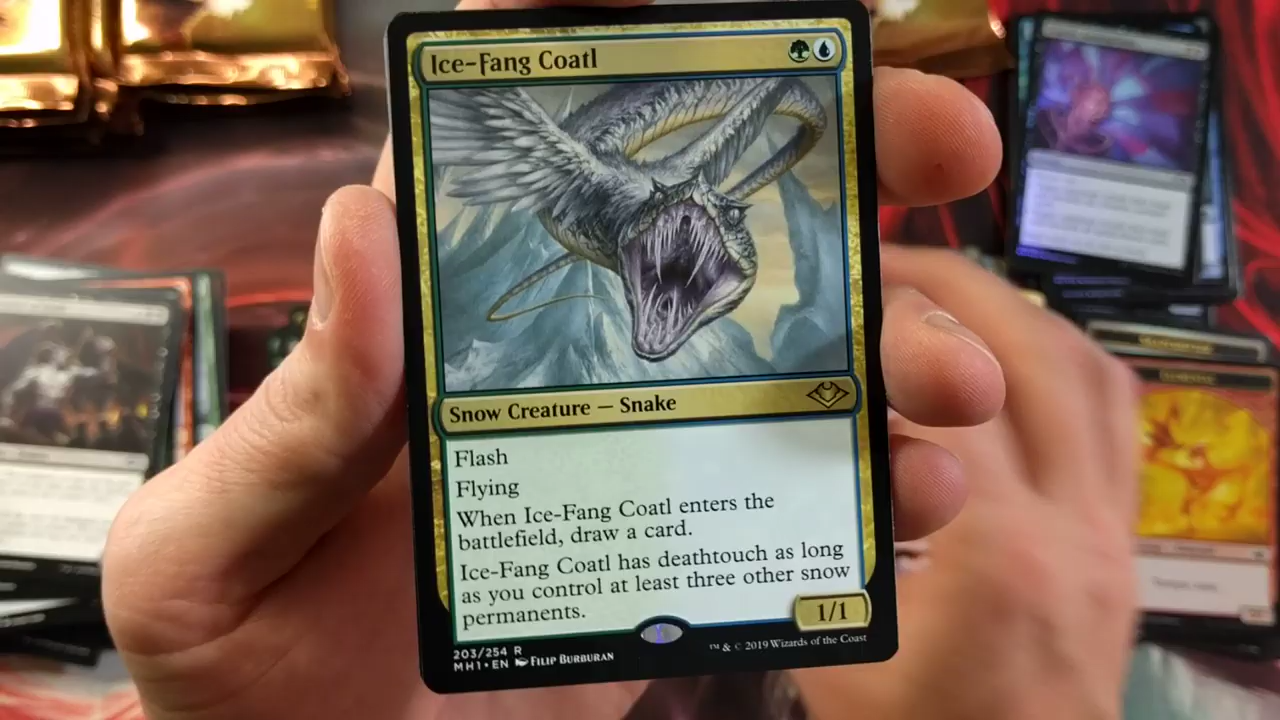 Ice-Fang Coatl
Snow Creature — Snake
Flash
Flying
When Ice-Fang Coatl enters the
battlefield, draw a card.
Ice-Fang Coatl has deathtouch as long
as you control at least three other snow
permanents.
1/1
203/254 R
MH1 • EN Filip Burburan
™ & © 2019 Wizards of the Coast